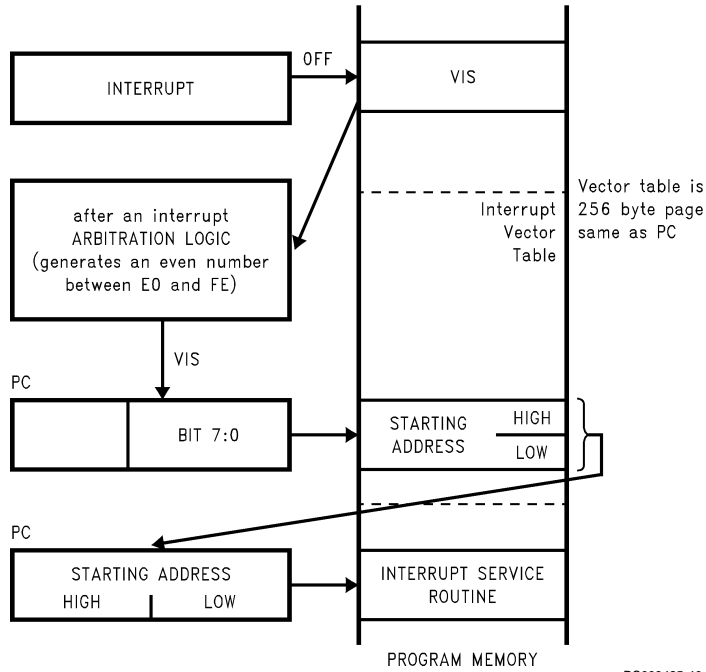 OFF
INTERRUPT
VIS
after an interrupt
ARBITRATION LOGIC
(generates an even number
between E0 and FE)
Interrupt
Vector
Table
Vector table is
256 byte page
same as PC
VIS
PC
BIT 7:0
STARTING
ADDRESS
HIGH
LOW
PC
STARTING ADDRESS
HIGH
LOW
INTERRUPT SERVICE
ROUTINE
PROGRAM MEMORY